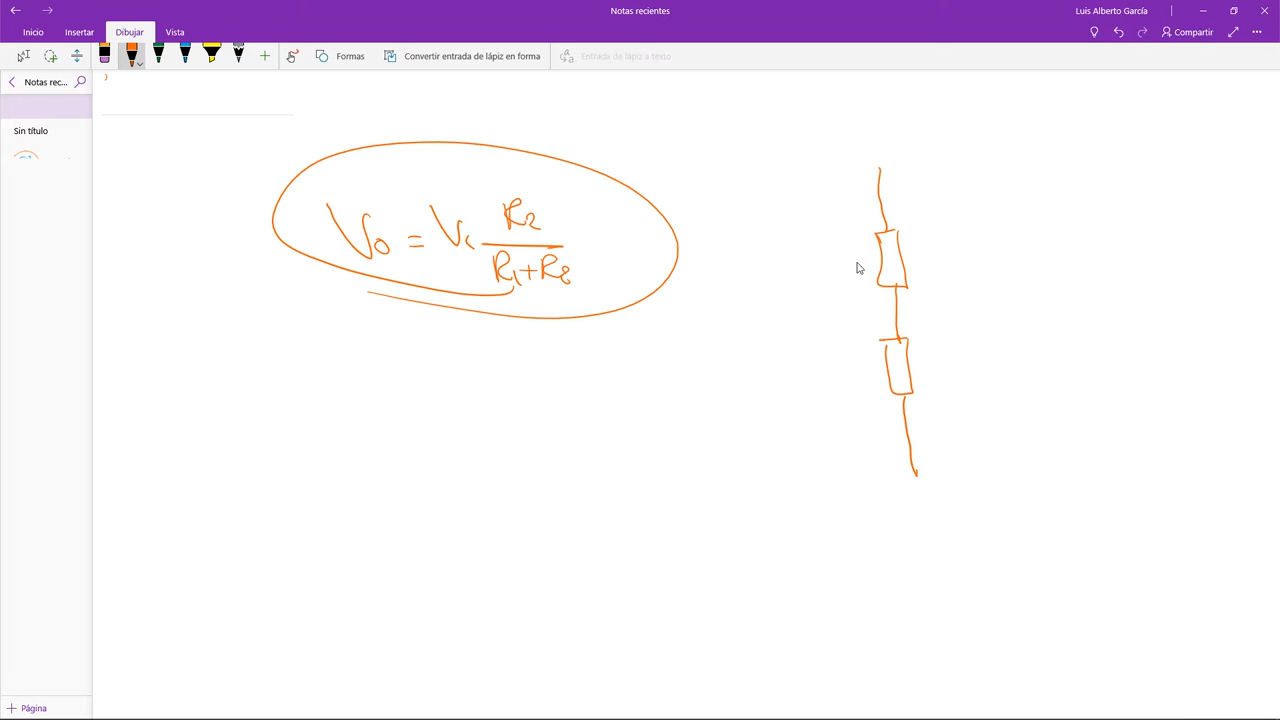 Notas recientes
Luis Alberto García
Inicio Insertar Dibujar Vista
Compartir
Formas Convertir entrada de lápiz en forma Entrada de lápiz a texto
Notas rec...
Sin título
V0 = Vi R2
R1+R2
Página